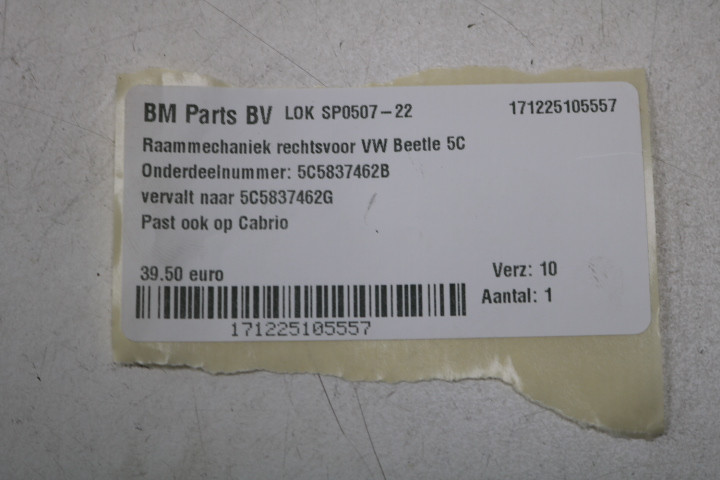 BM Parts BV LOK SP0507-22 171225105557
Raammechaniek rechtsvoor VW Beetle 5C
Onderdeelnummer: 5C5837462B
vervalt naar 5C5837462G
Past ook op Cabrio
39.50 euro Verz: 10
Aantal: 1
171225105557